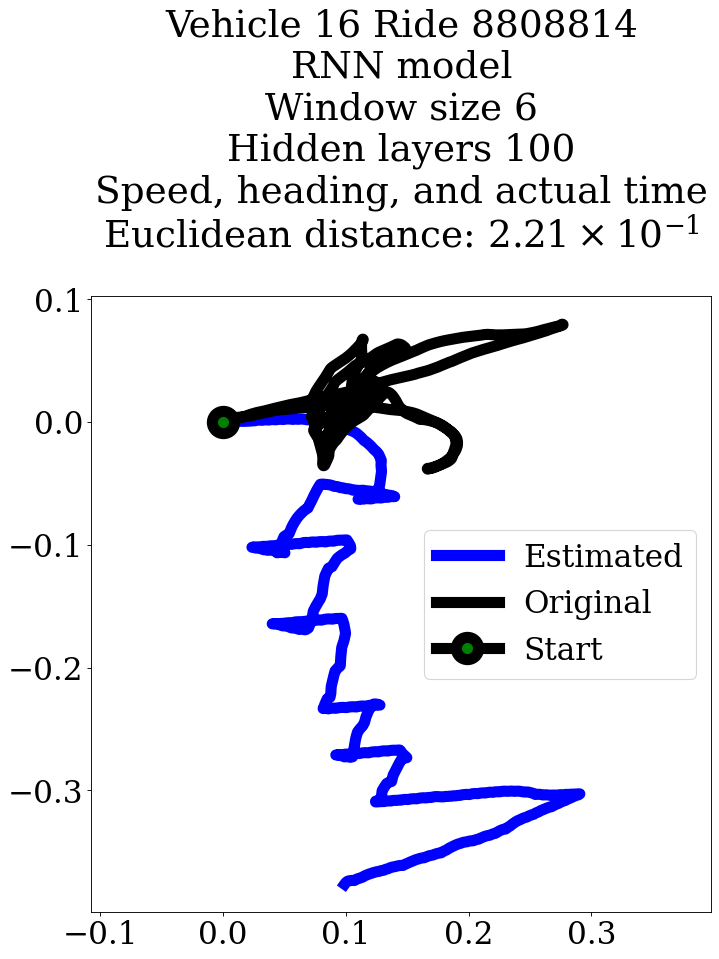 Vehicle 16 Ride 8808814
RNN model
Window size 6
Hidden layers 100
Speed, heading, and actual time
Euclidean distance: 2.21 × 10⁻¹
0.1
0.0
−0.1
−0.2
−0.3
Estimated
Original
Start
−0.1 0.0 0.1 0.2 0.3